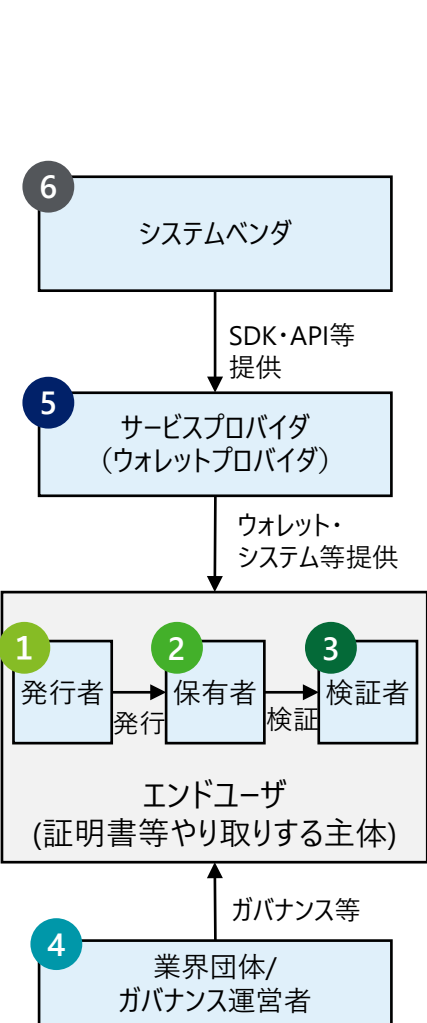 6
システムベンダ
SDK・API等
提供
5
サービスプロバイダ
（ウォレットプロバイダ）
ウォレット・
システム等提供
1
2
3
発行者
保有者
検証者
発行
検証
エンドユーザ
(証明書等やり取りする主体)
ガバナンス等
4
業界団体/
ガバナンス運営者